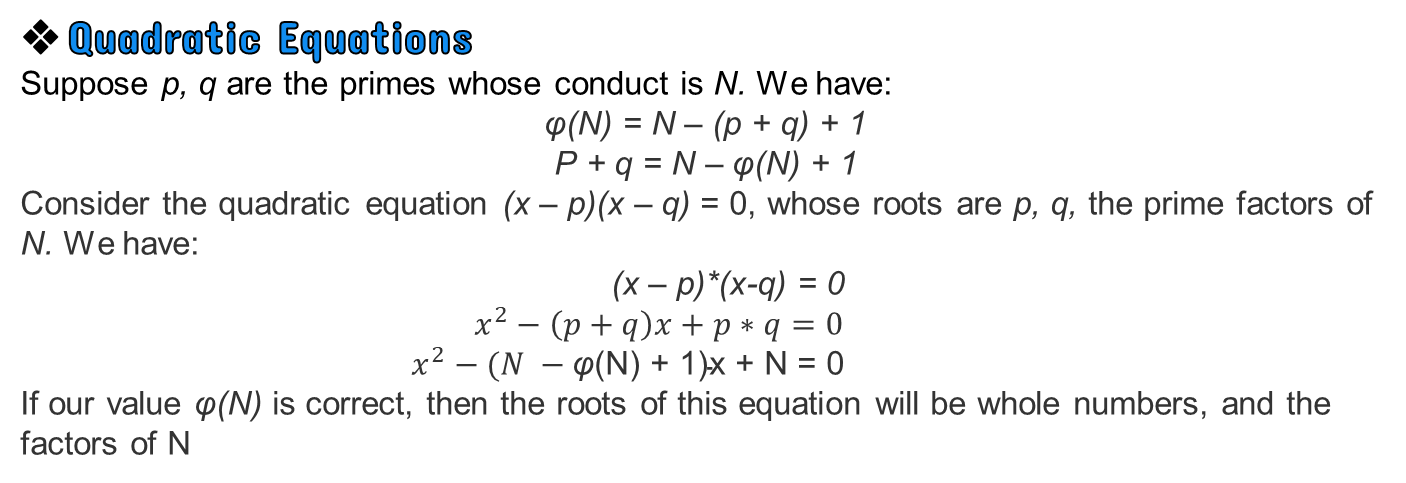 ❖ Quadratic Equations
Suppose p, q are the primes whose conduct is N. We have:
φ(N) = N – (p + q) + 1
P + q = N – φ(N) + 1
Consider the quadratic equation (x – p)(x – q) = 0, whose roots are p, q, the prime factors of
N. We have:
(x – p)*(x-q) = 0
x² − (p + q)x + p ∗ q = 0
x² − (N − φ(N) + 1)x + N = 0
If our value φ(N) is correct, then the roots of this equation will be whole numbers, and the
factors of N